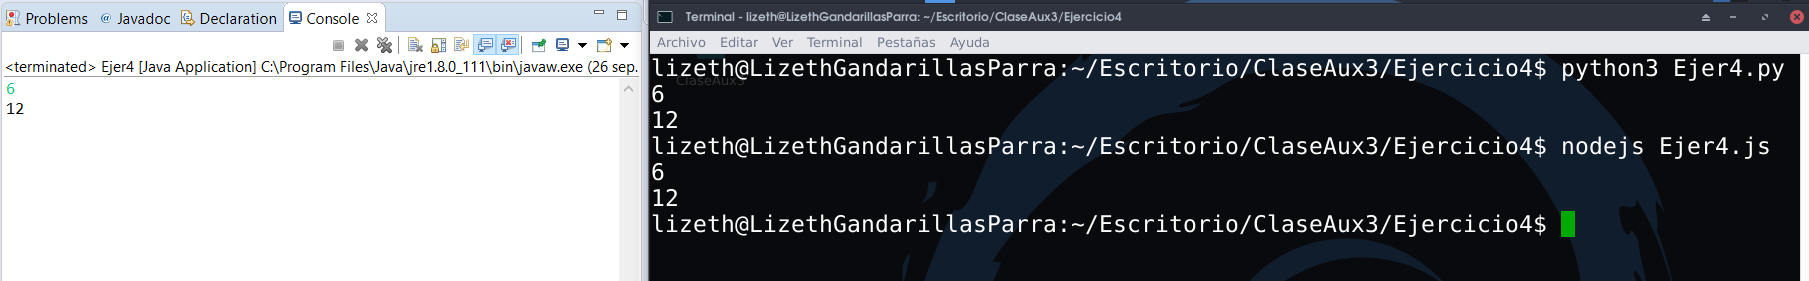 Problems @ Javadoc Declaration Console
<terminated> Ejer4 [Java Application] C:\Program Files\Java\jre1.8.0_111\bin\javaw.exe (26 sep.
6
12
Terminal - lizeth@LizethGandarillasParra: ~/Escritorio/ClaseAux3/Ejercicio4
Archivo Editar Ver Terminal Pestañas Ayuda
lizeth@LizethGandarillasParra:~/Escritorio/ClaseAux3/Ejercicio4$ python3 Ejer4.py
ClaseAux3
6
12
lizeth@LizethGandarillasParra:~/Escritorio/ClaseAux3/Ejercicio4$ nodejs Ejer4.js
6
12
lizeth@LizethGandarillasParra:~/Escritorio/ClaseAux3/Ejercicio4$